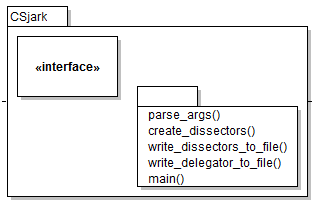 CSjark
«interface»
parse_args()
create_dissectors()
write_dissectors_to_file()
write_delegator_to_file()
main()